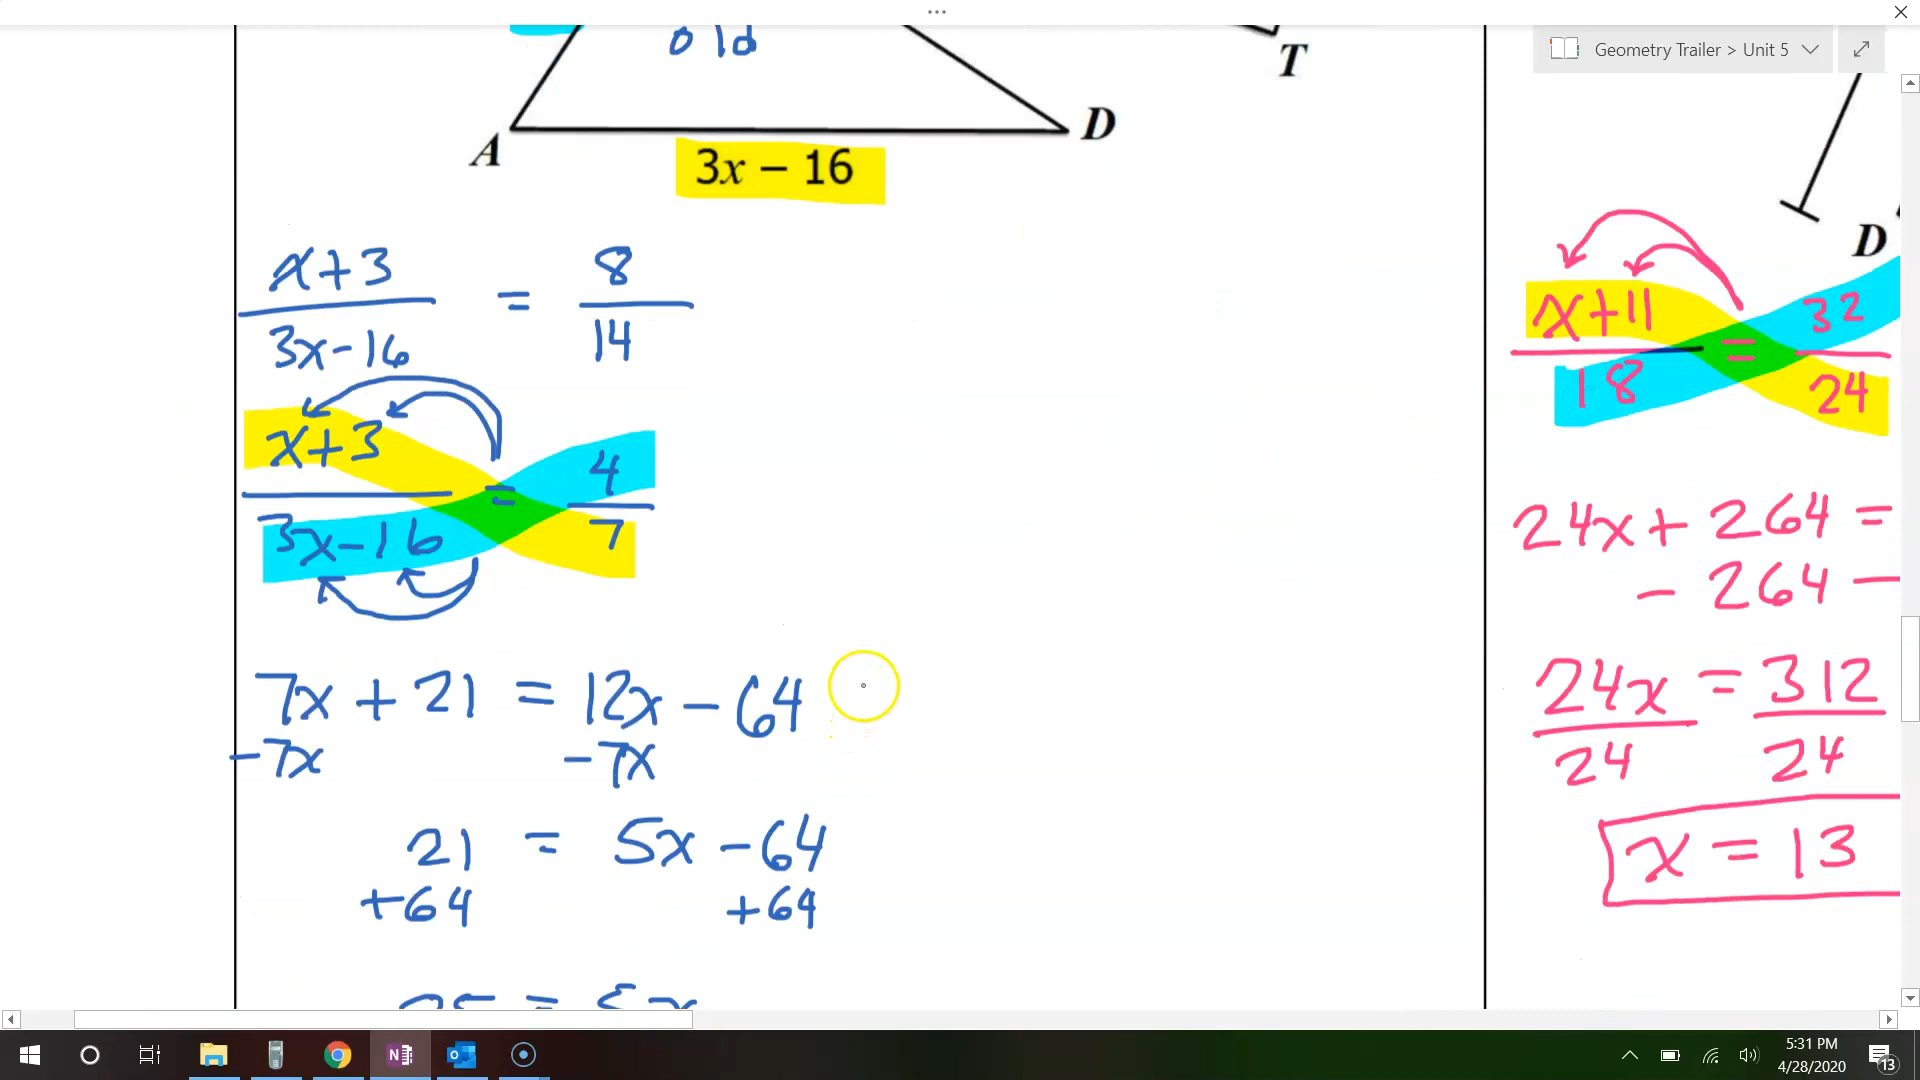 Geometry Trailer > Unit 5
old
T
A
D
3x – 16
x+3 = 8
3x-16 14
x+3 = 4
3x-16 7
7x + 21 = 12x - 64
-7x -7x
21 = 5x - 64
+64 +64
D
x+11 = 32
18 24
24x + 264 =
- 264 -
24x = 312
24 24
x = 13
5:31 PM
4/28/2020
13